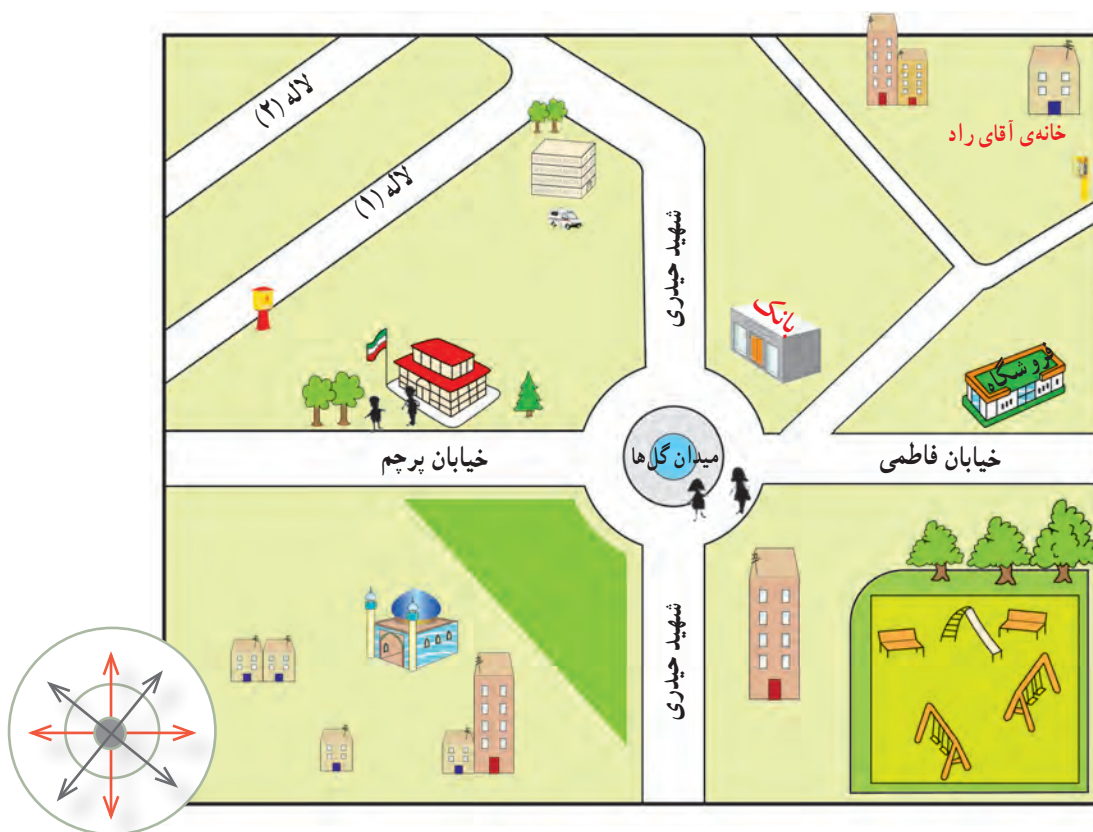 خانه‌ی آقای راد
لاله (۲)
لاله (۱)
شهید حیدری
بانک
فروشگاه
خیابان فاطمی
میدان گل‌ها
خیابان پرچم
شهید حیدری